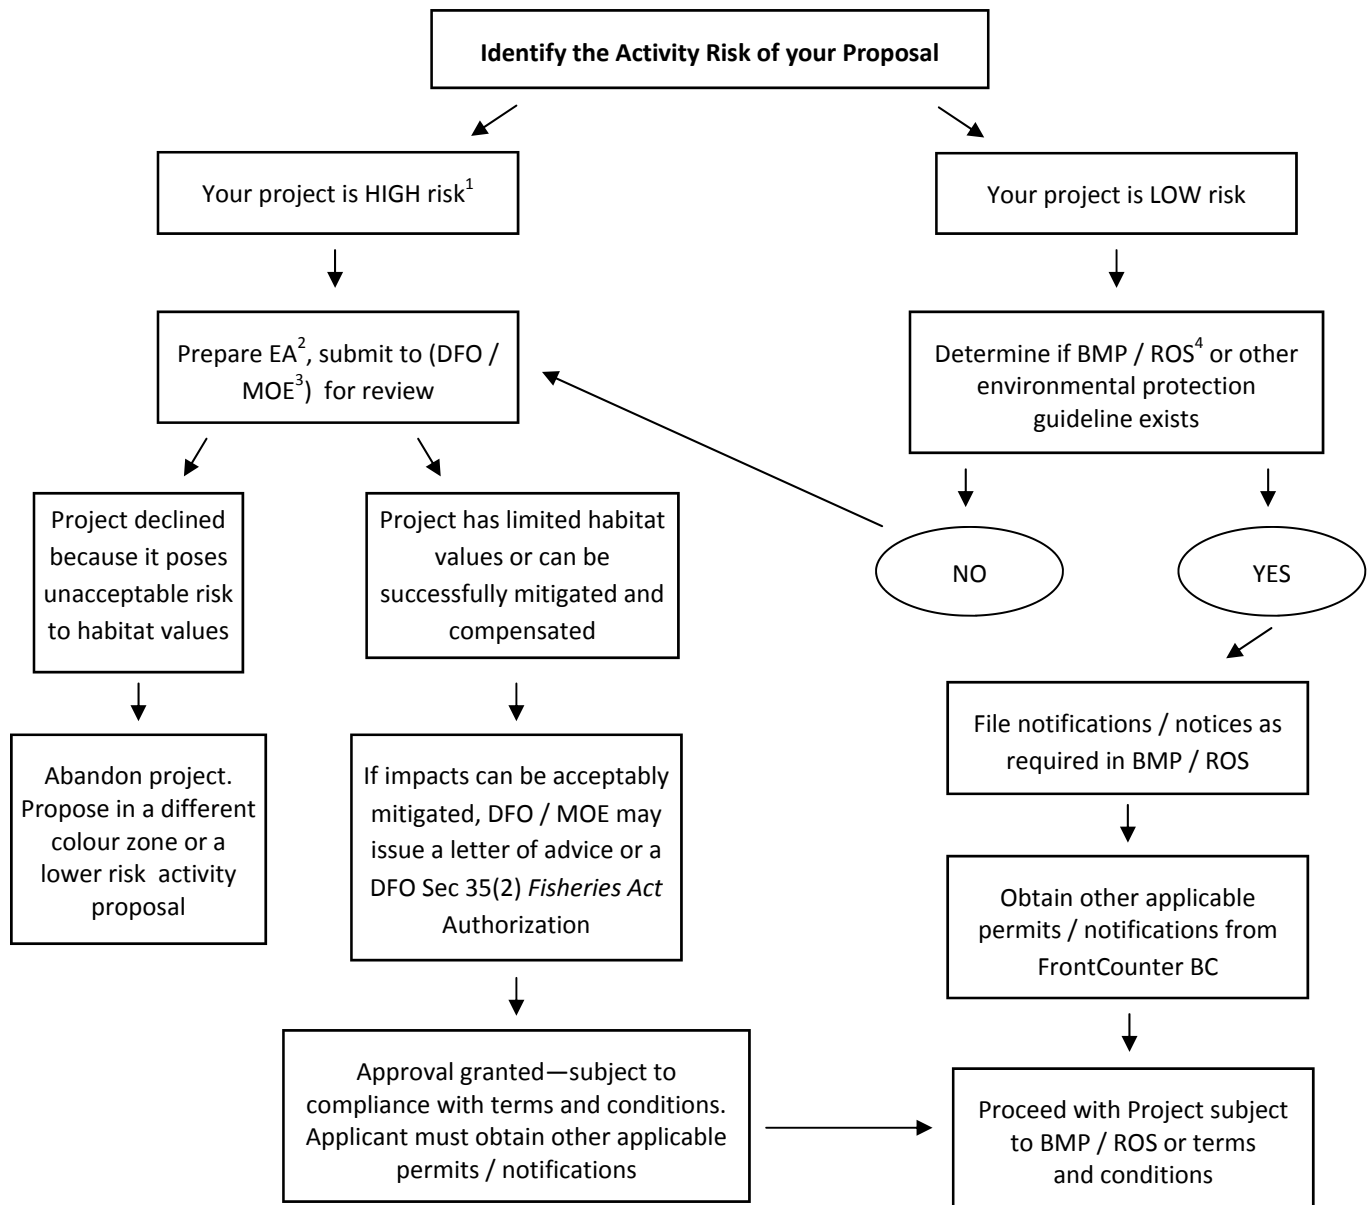 Identify the Activity Risk of your Proposal
Your project is HIGH risk1
Your project is LOW risk
Prepare EA2, submit to (DFO /
MOE3)  for review
Determine if BMP / ROS4 or other
environmental protection
guideline exists
Project declined
because it poses
unacceptable risk
to habitat values
Project has limited habitat
values or can be
successfully mitigated and
compensated
NO
YES
Abandon project.
Propose in a different
colour zone or a
lower risk  activity
proposal
If impacts can be acceptably
mitigated, DFO / MOE may
issue a letter of advice or a
DFO Sec 35(2) Fisheries Act
Authorization
File notifications / notices as
required in BMP / ROS
Obtain other applicable
permits / notifications from
FrontCounter BC
Approval granted—subject to
compliance with terms and conditions.
Applicant must obtain other applicable
permits / notifications
Proceed with Project subject
to BMP / ROS or terms
and conditions